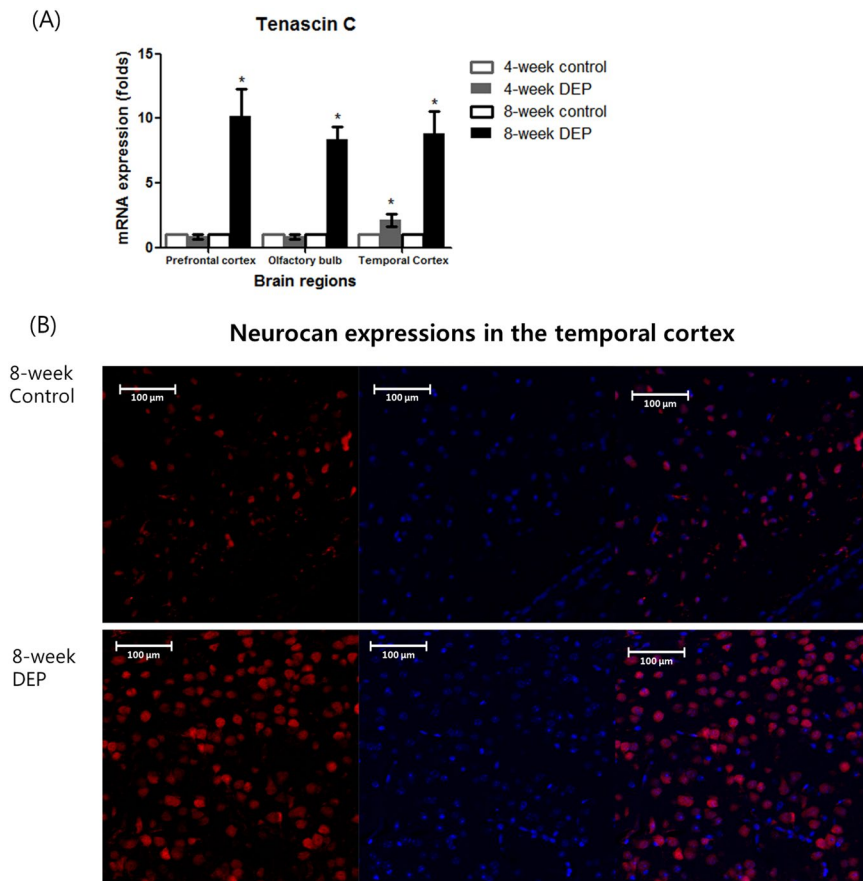 (A)
Tenascin C
mRNA expression (folds)
15
10
5
0
*
*
*
*
Prefrontal cortex
Olfactory bulb
Temporal Cortex
Brain regions
4-week control
4-week DEP
8-week control
8-week DEP
(B)
Neurocan expressions in the temporal cortex
8-week
Control
100 µm
100 µm
100 µm
8-week
DEP
100 µm
100 µm
100 µm